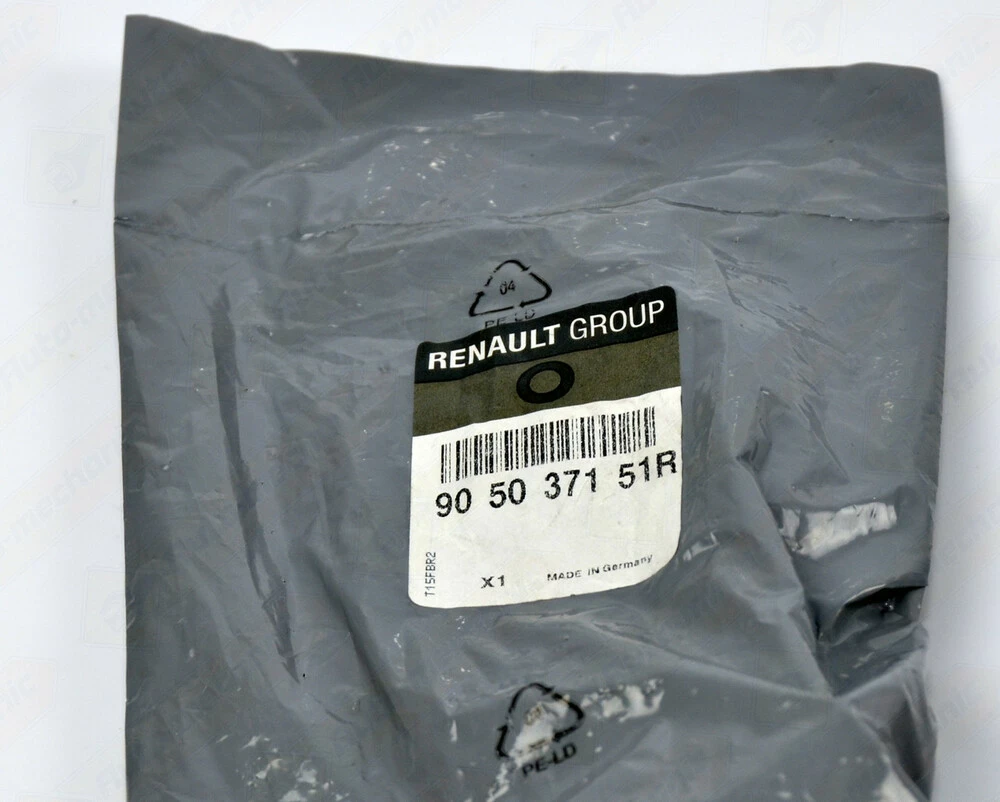 04
PE-LD
RENAULT GROUP
90 50 371 51R
T15FBR2
X1
MADE IN Germany
PE-LD